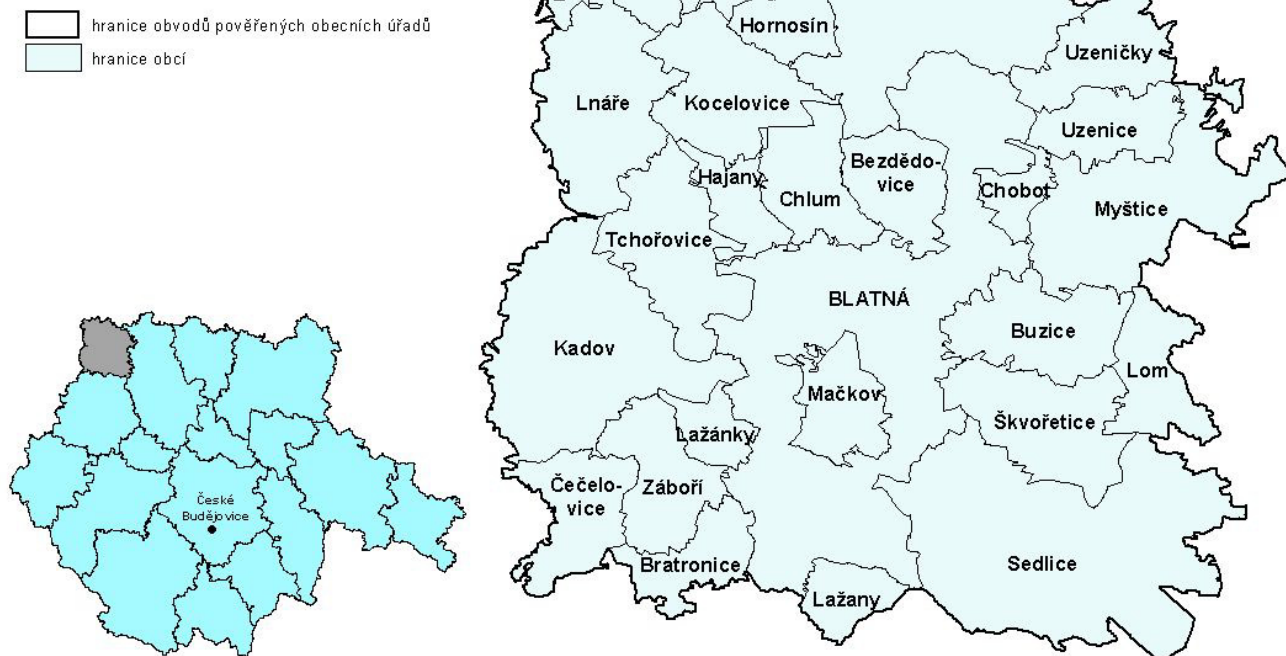 hranice obvodů pověřených obecních úřadů
hranice obcí
Hornosín
Uzeničky
Lnáře
Kocelovice
Uzenice
Bezdědo-
vice
Hajany
Chlum
Chobot
Myštice
Tchořovice
BLATNÁ
Buzice
Kadov
Lom
Mačkov
Škvořetice
Lažánky
Čečelo-
vice
Záboří
Sedlice
Bratronice
Lažany
České
Budějovice